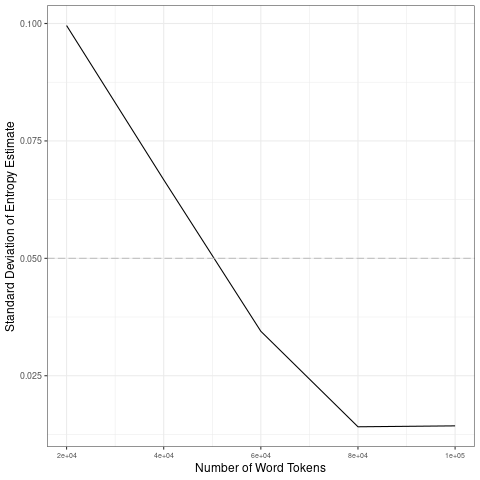 Standard Deviation of Entropy Estimate
0.100
0.075
0.050
0.025
2e+04 4e+04 6e+04 8e+04 1e+05
Number of Word Tokens